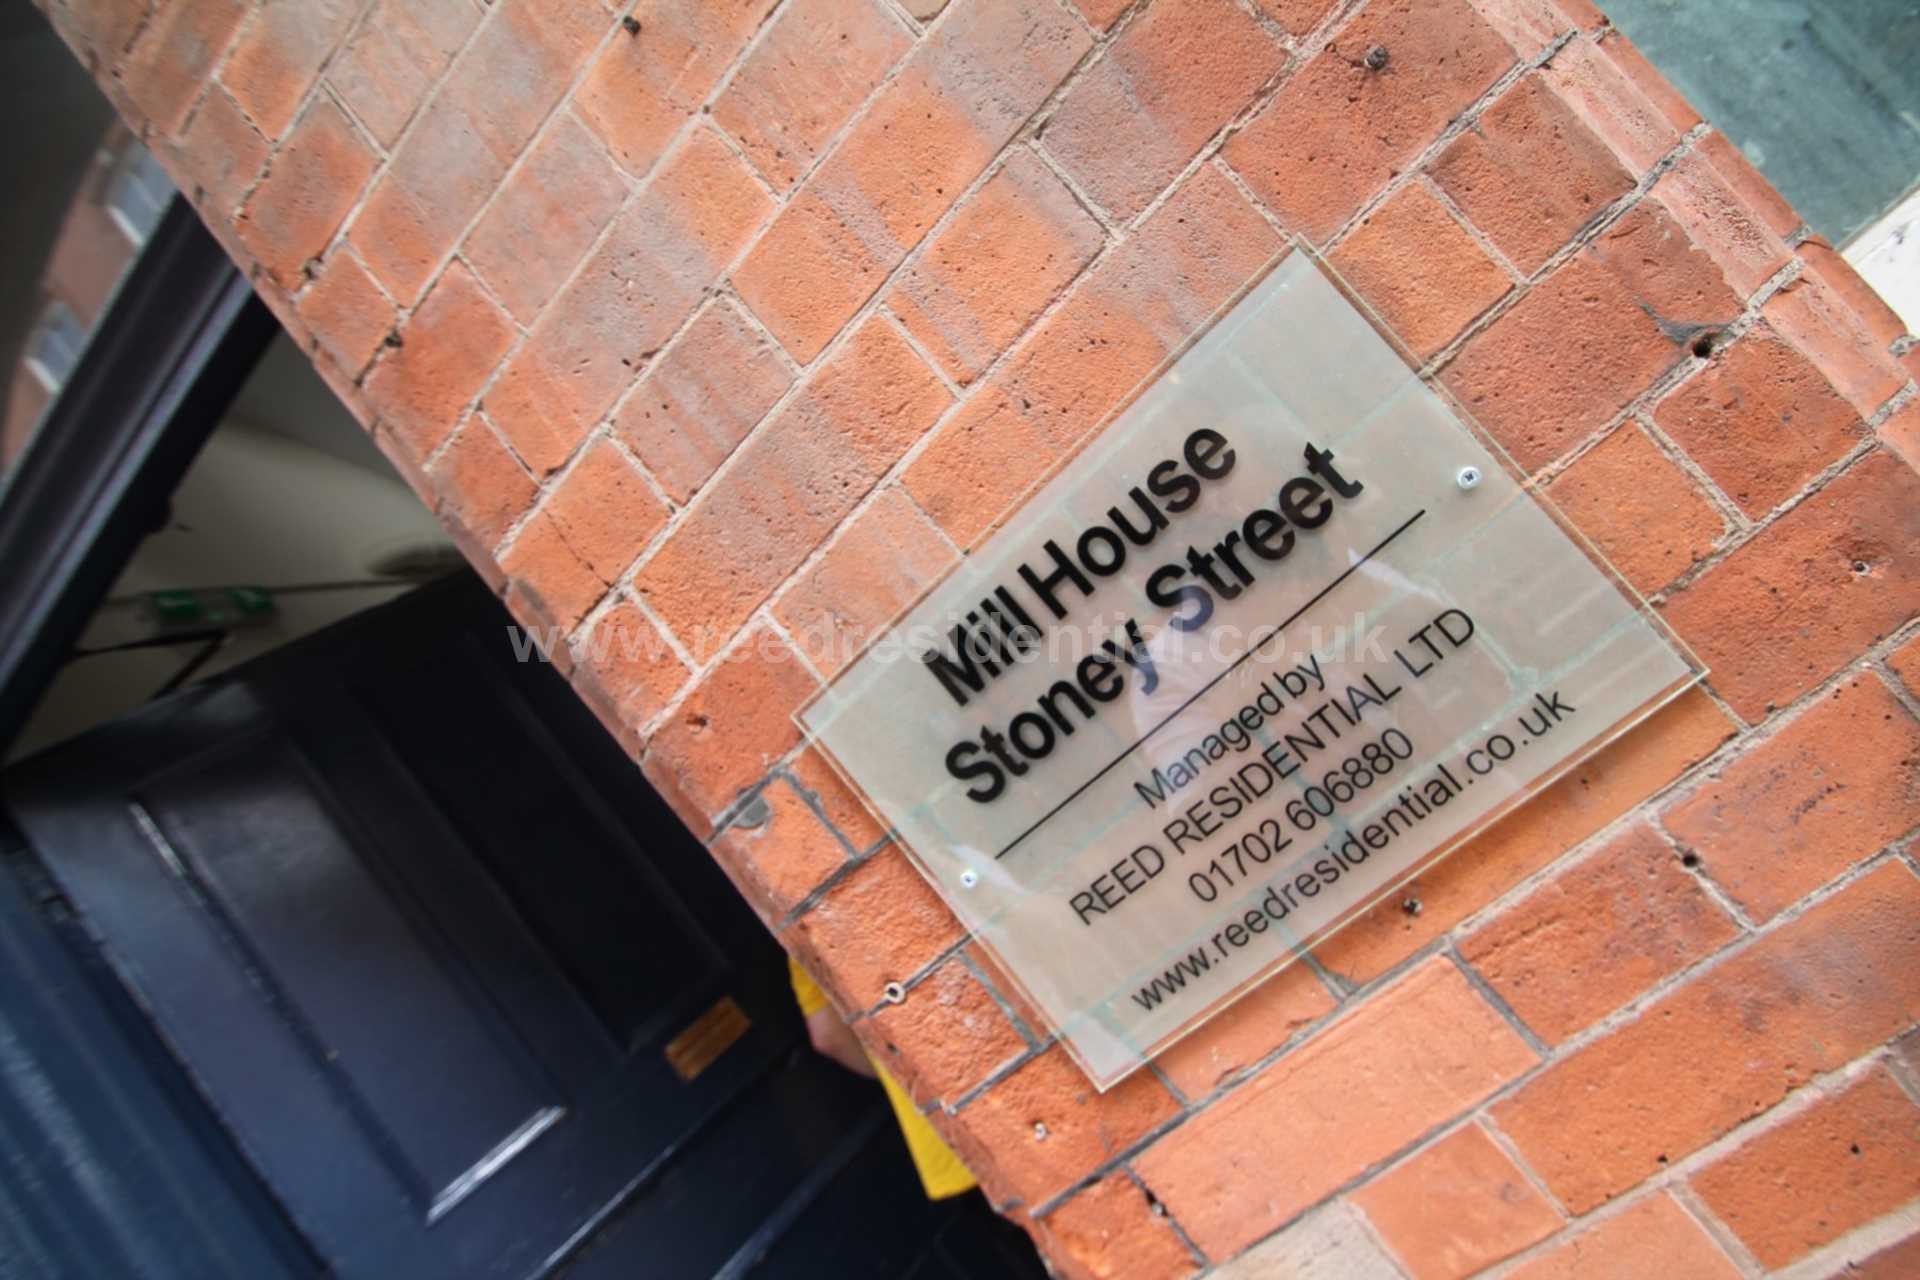 Mill House
Stoney Street
Managed by
REED RESIDENTIAL LTD
01702 606880
www.reedresidential.co.uk
www.reedresidential.co.uk